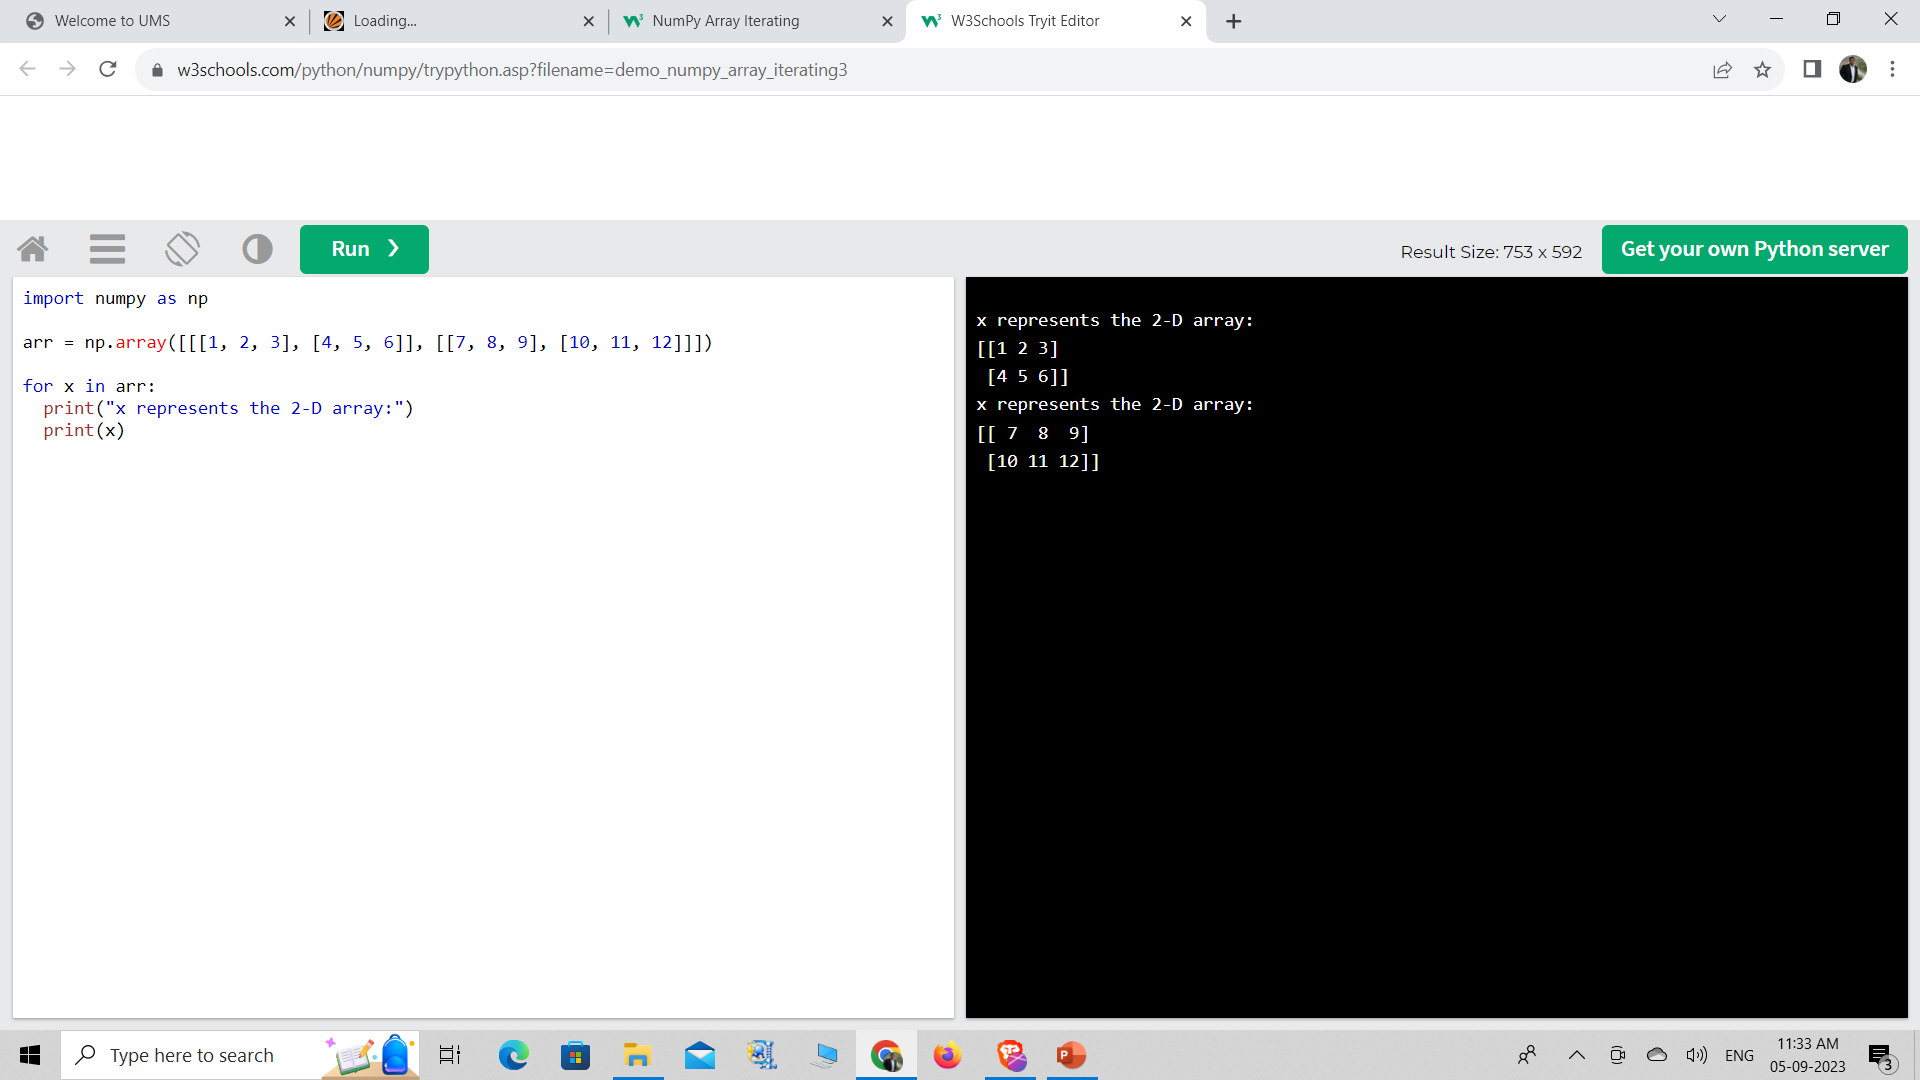 Welcome to UMS
Loading...
NumPy Array Iterating
W3Schools Tryit Editor
w3schools.com/python/numpy/trypython.asp?filename=demo_numpy_array_iterating3
Run ❯
Result Size: 753 x 592
Get your own Python server
import numpy as np
arr = np.array([[[1, 2, 3], [4, 5, 6]], [[7, 8, 9], [10, 11, 12]]])
for x in arr:
  print("x represents the 2-D array:")
  print(x)
x represents the 2-D array:
[[1 2 3]
 [4 5 6]]
x represents the 2-D array:
[[ 7  8  9]
 [10 11 12]]
Type here to search
ENG
11:33 AM
05-09-2023
3